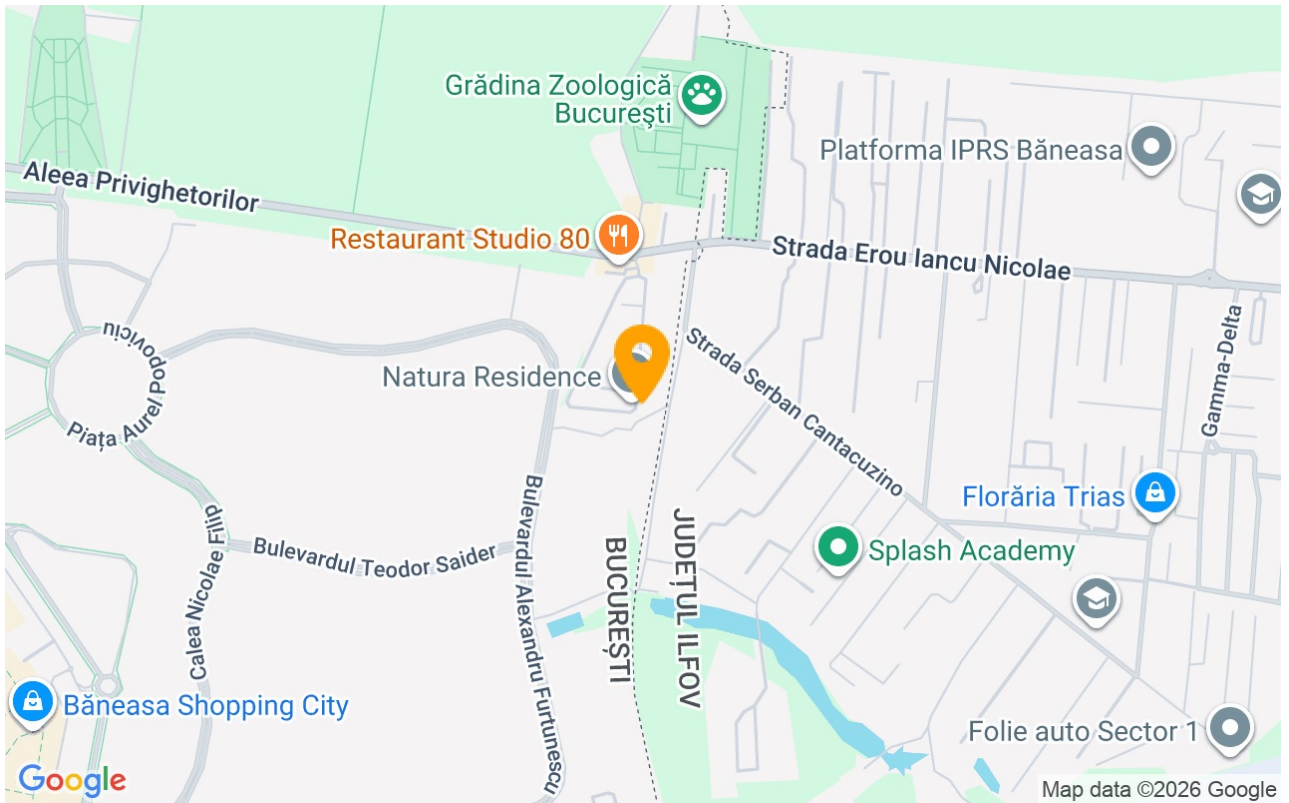 Grădina Zoologică
București
Platforma IPRS Băneasa
Aleea Privighetorilor
Restaurant Studio 80
Strada Erou Iancu Nicolae
Piața Aurel Popoviciu
Natura Residence
Strada Serban Cantacuzino
Gamma-Delta
Florăria Trias
Calea Nicolae Filip
Bulevardul Teodor Saider
Bulevardul Alexandru Furtunescu
BUCUREȘTI
JUDEȚUL ILFOV
Splash Academy
Băneasa Shopping City
Folie auto Sector 1
Google
Map data ©2026 Google